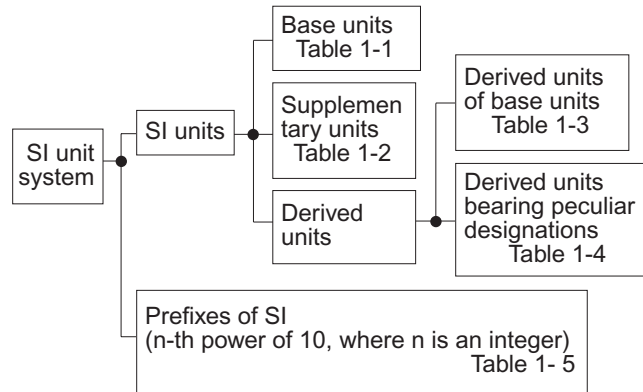 SI unit
system
SI units
Base units
Table 1-1
Supplemen
tary units
Table 1-2
Derived
units
Derived units
of base units
Table 1-3
Derived units
bearing peculiar
designations
Table 1-4
Prefixes of SI
(n-th power of 10, where n is an integer)
Table 1- 5